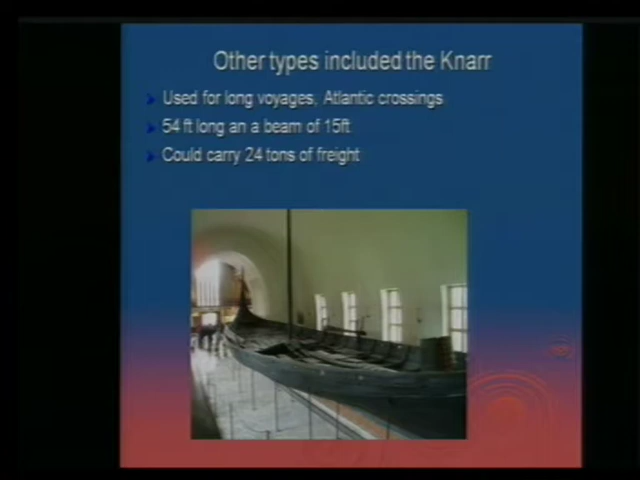 Other types included the Knarr
Used for long voyages, Atlantic crossings
54 ft long an a beam of 15ft
Could carry 24 tons of freight